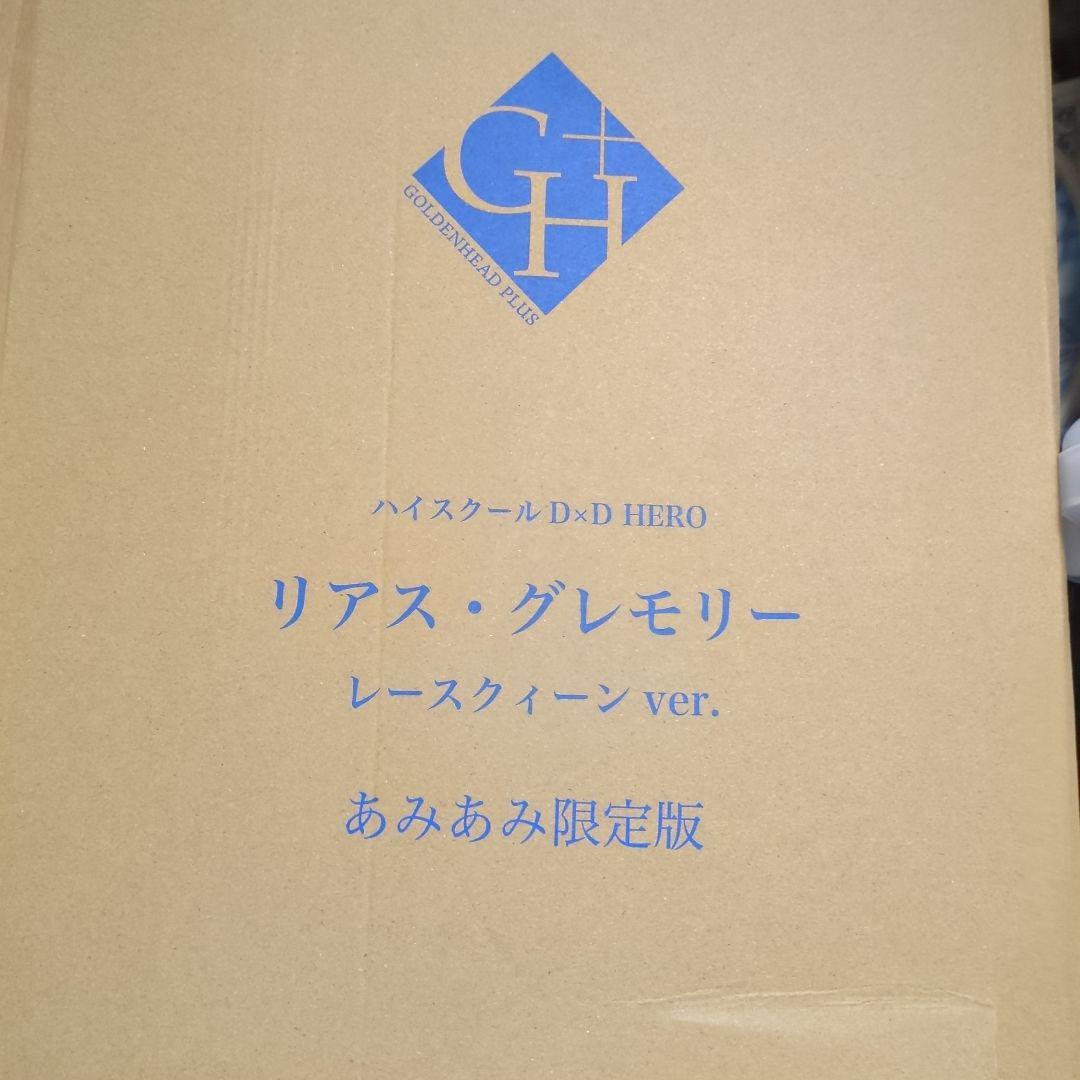 G+H
GOLDENHEAD PLUS
ハイスクールD×D HERO
リアス・グレモリー
レースクィーン ver.
あみあみ限定版